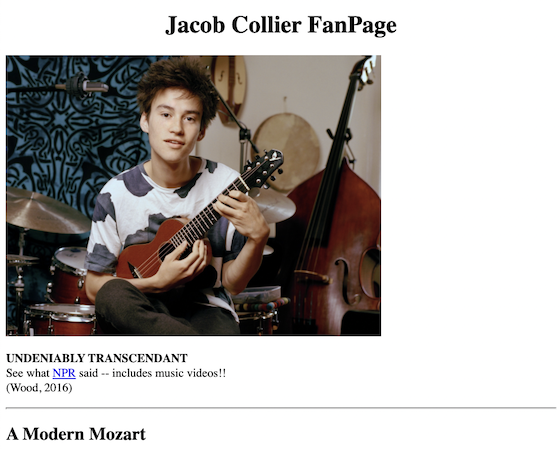 Jacob Collier FanPage
UNDENIABLY TRANSCENDANT
See what NPR said -- includes music videos!!
(Wood, 2016)
A Modern Mozart